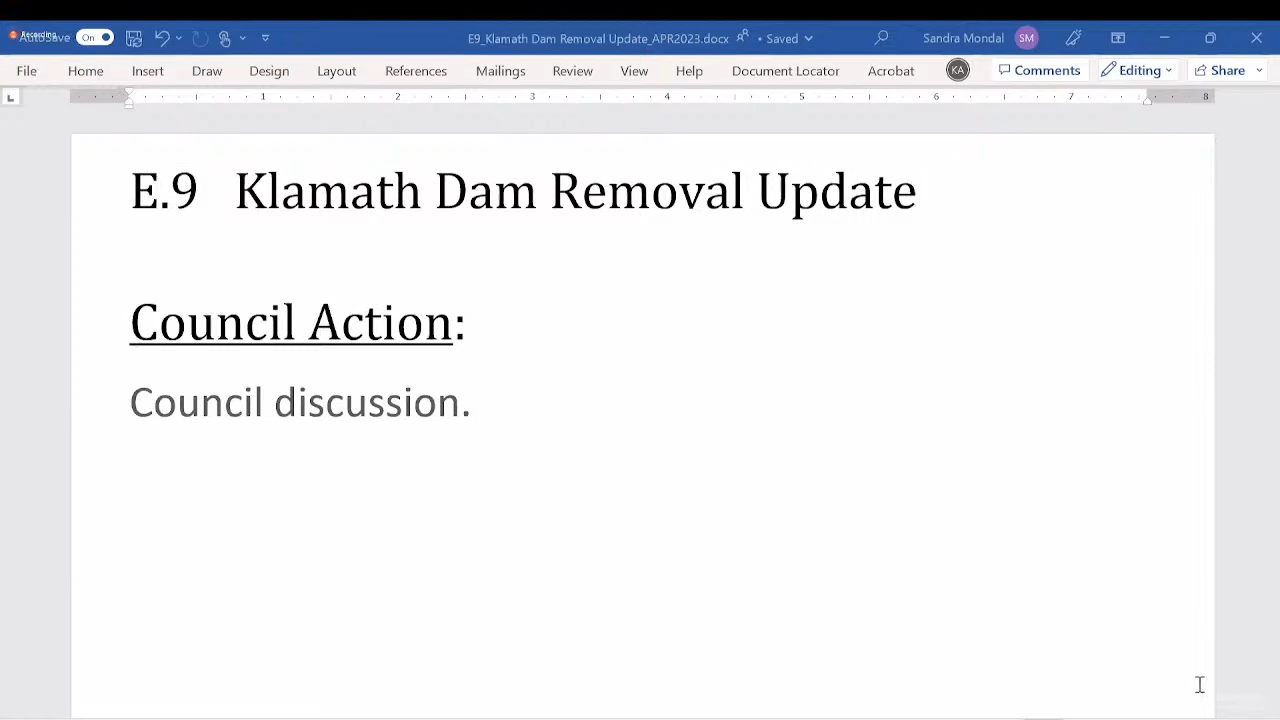 Recording
AutoSave On E9_Klamath Dam Removal Update_APR2023.docx • Saved Sandra Mondal SM
File Home Insert Draw Design Layout References Mailings Review View Help Document Locator Acrobat KA Comments Editing Share
1 2 3 4 5 6 7 8
E.9 Klamath Dam Removal Update
Council Action:
Council discussion.